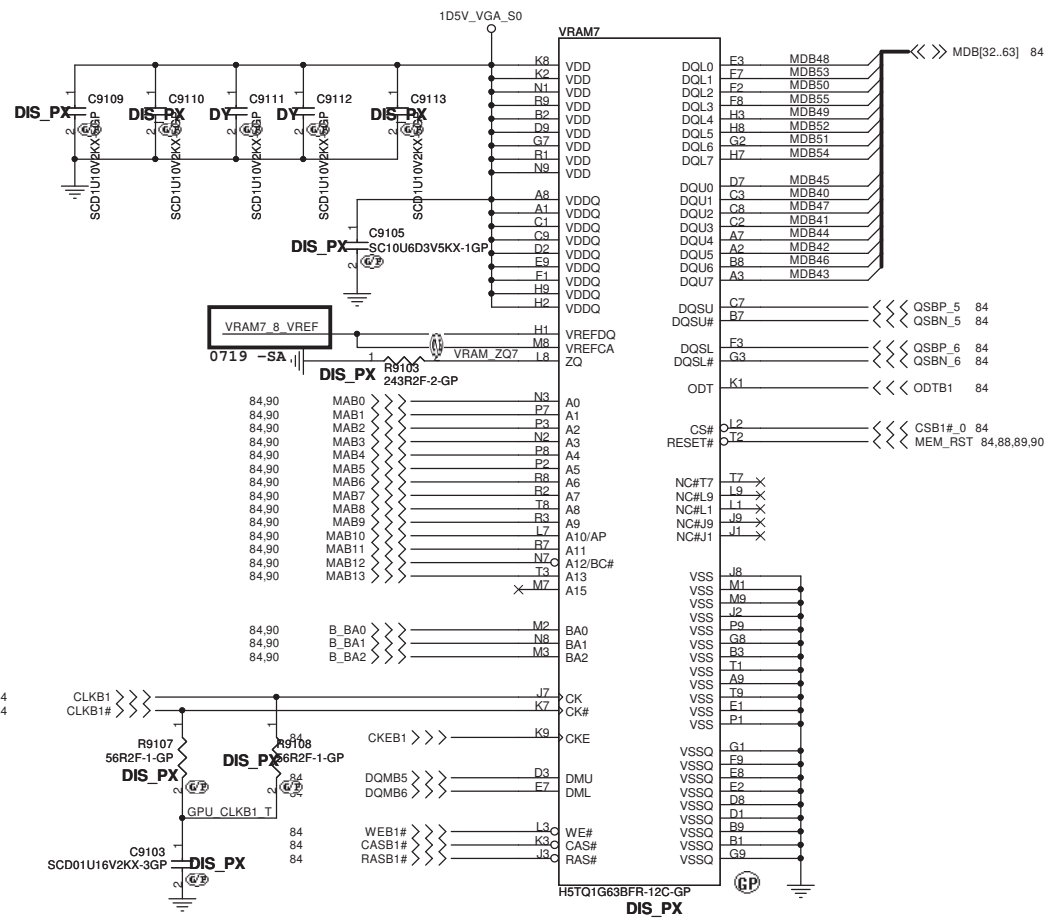 1D5V_VGA_S0
VRAM7
MDB[32..63] 84
C9109 DIS_PX SCD1U10V2KX-5GP
C9110 DIS_PX SCD1U10V2KX-5GP
C9111 DY SCD1U10V2KX-5GP
C9112 DY SCD1U10V2KX-5GP
C9113 DIS_PX
K8 VDD
K2 VDD
N1 VDD
R9 VDD
B2 VDD
D9 VDD
G7 VDD
R1 VDD
N9 VDD
A8 VDDQ
A1 VDDQ
C1 VDDQ
C9 VDDQ
D2 VDDQ
E9 VDDQ
F1 VDDQ
H9 VDDQ
H2 VDDQ
C9105
DIS_PX SC10U6D3V5KX-1GP
VRAM7_8_VREF
0719 -SA
H1 VREFDQ
M8 VREFCA
VRAM_ZQ7 L8 ZQ
1 R9103
DIS_PX 243R2F-2-GP
84,90 MAB0 N3 A0
84,90 MAB1 P7 A1
84,90 MAB2 P3 A2
84,90 MAB3 N2 A3
84,90 MAB4 P8 A4
84,90 MAB5 P2 A5
84,90 MAB6 R8 A6
84,90 MAB7 R2 A7
84,90 MAB8 T8 A8
84,90 MAB9 R3 A9
84,90 MAB10 L7 A10/AP
84,90 MAB11 R7 A11
84,90 MAB12 N7 A12/BC#
84,90 MAB13 T3 A13
M7 A15
84,90 B_BA0 M2 BA0
84,90 B_BA1 N8 BA1
84,90 B_BA2 M3 BA2
4 CLKB1 J7 CK
4 CLKB1# K7 CK#
84 CKEB1 K9 CKE
R9107
56R2F-1-GP
DIS_PX
R9108
56R2F-1-GP
DIS_PX
84 DQMB5 D3 DMU
DQMB6 E7 DML
GPU_CLKB1_T
84 WEB1# L3 WE#
84 CASB1# K3 CAS#
84 RASB1# J3 RAS#
C9103
SCD01U16V2KX-3GP
DIS_PX
DQL0 E3 MDB48
DQL1 F7 MDB53
DQL2 F2 MDB50
DQL3 F8 MDB55
DQL4 H3 MDB49
DQL5 H8 MDB52
DQL6 G2 MDB51
DQL7 H7 MDB54
DQU0 D7 MDB45
DQU1 C3 MDB40
DQU2 C8 MDB47
DQU3 C2 MDB41
DQU4 A7 MDB44
DQU5 A2 MDB42
DQU6 B8 MDB46
DQU7 A3 MDB43
DQSU C7 QSBP_5 84
DQSU# B7 QSBN_5 84
DQSL F3 QSBP_6 84
DQSL# G3 QSBN_6 84
ODT K1 ODTB1 84
CS# L2 CSB1#_0 84
RESET# T2 MEM_RST 84,88,89,90
NC#T7 T7
NC#L9 L9
NC#L1 L1
NC#J9 J9
NC#J1 J1
VSS J8
VSS M1
VSS M9
VSS J2
VSS P9
VSS G8
VSS B3
VSS T1
VSS A9
VSS T9
VSS E1
VSS P1
VSSQ G1
VSSQ F9
VSSQ E8
VSSQ E2
VSSQ D8
VSSQ D1
VSSQ B9
VSSQ B1
VSSQ G9
H5TQ1G63BFR-12C-GP
DIS_PX
GP